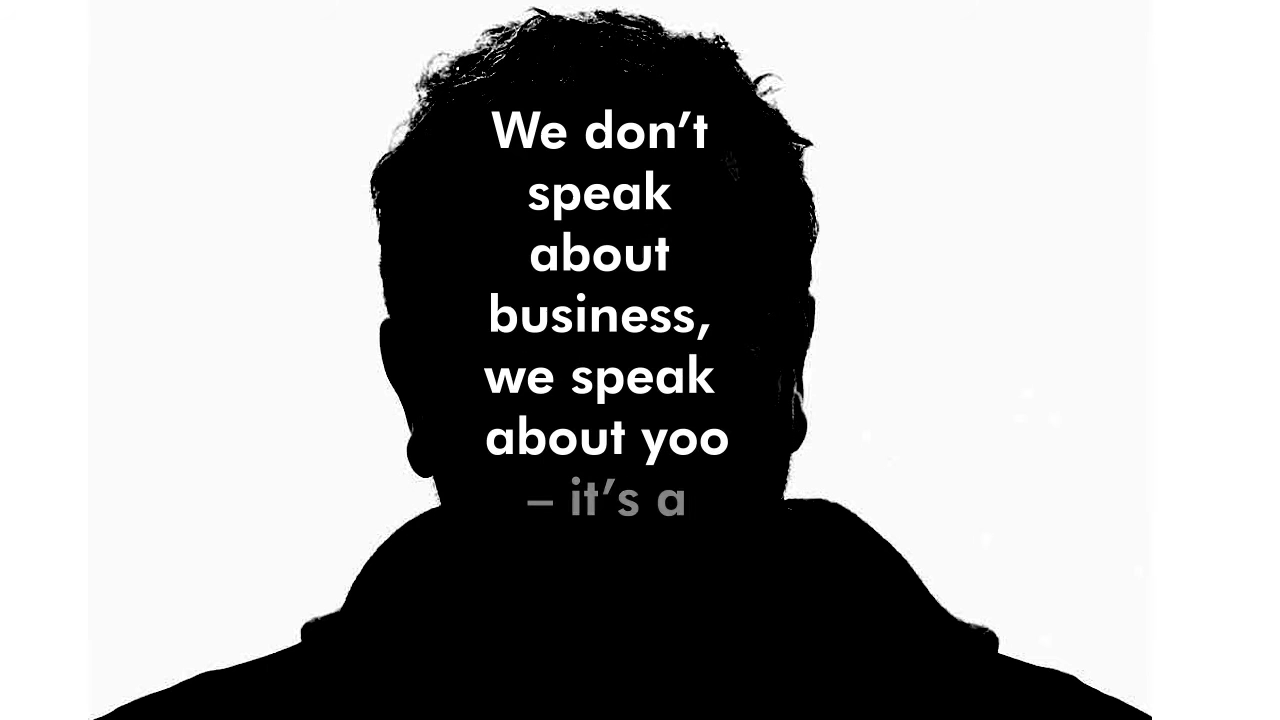 We don’t
speak
about
business,
we speak
about yoo
– it’s a